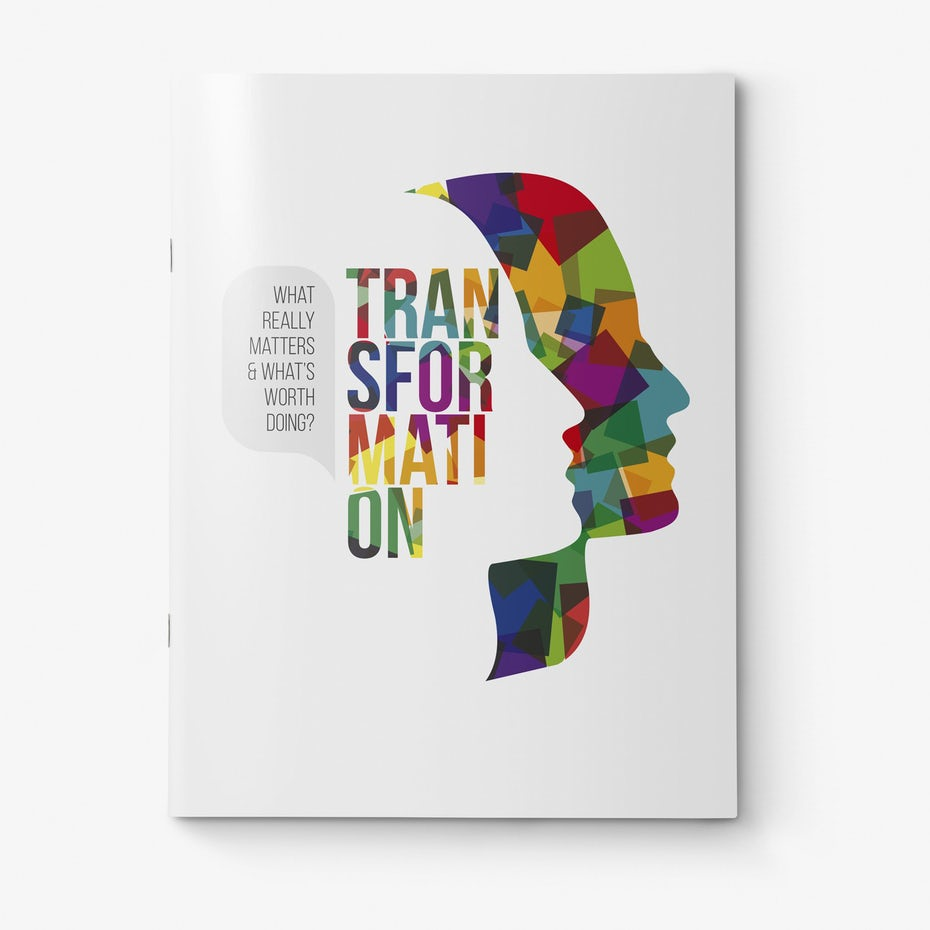 WHAT
REALLY
MATTERS
& WHAT'S
WORTH
DOING?
TRAN
SFOR
MATI
ON